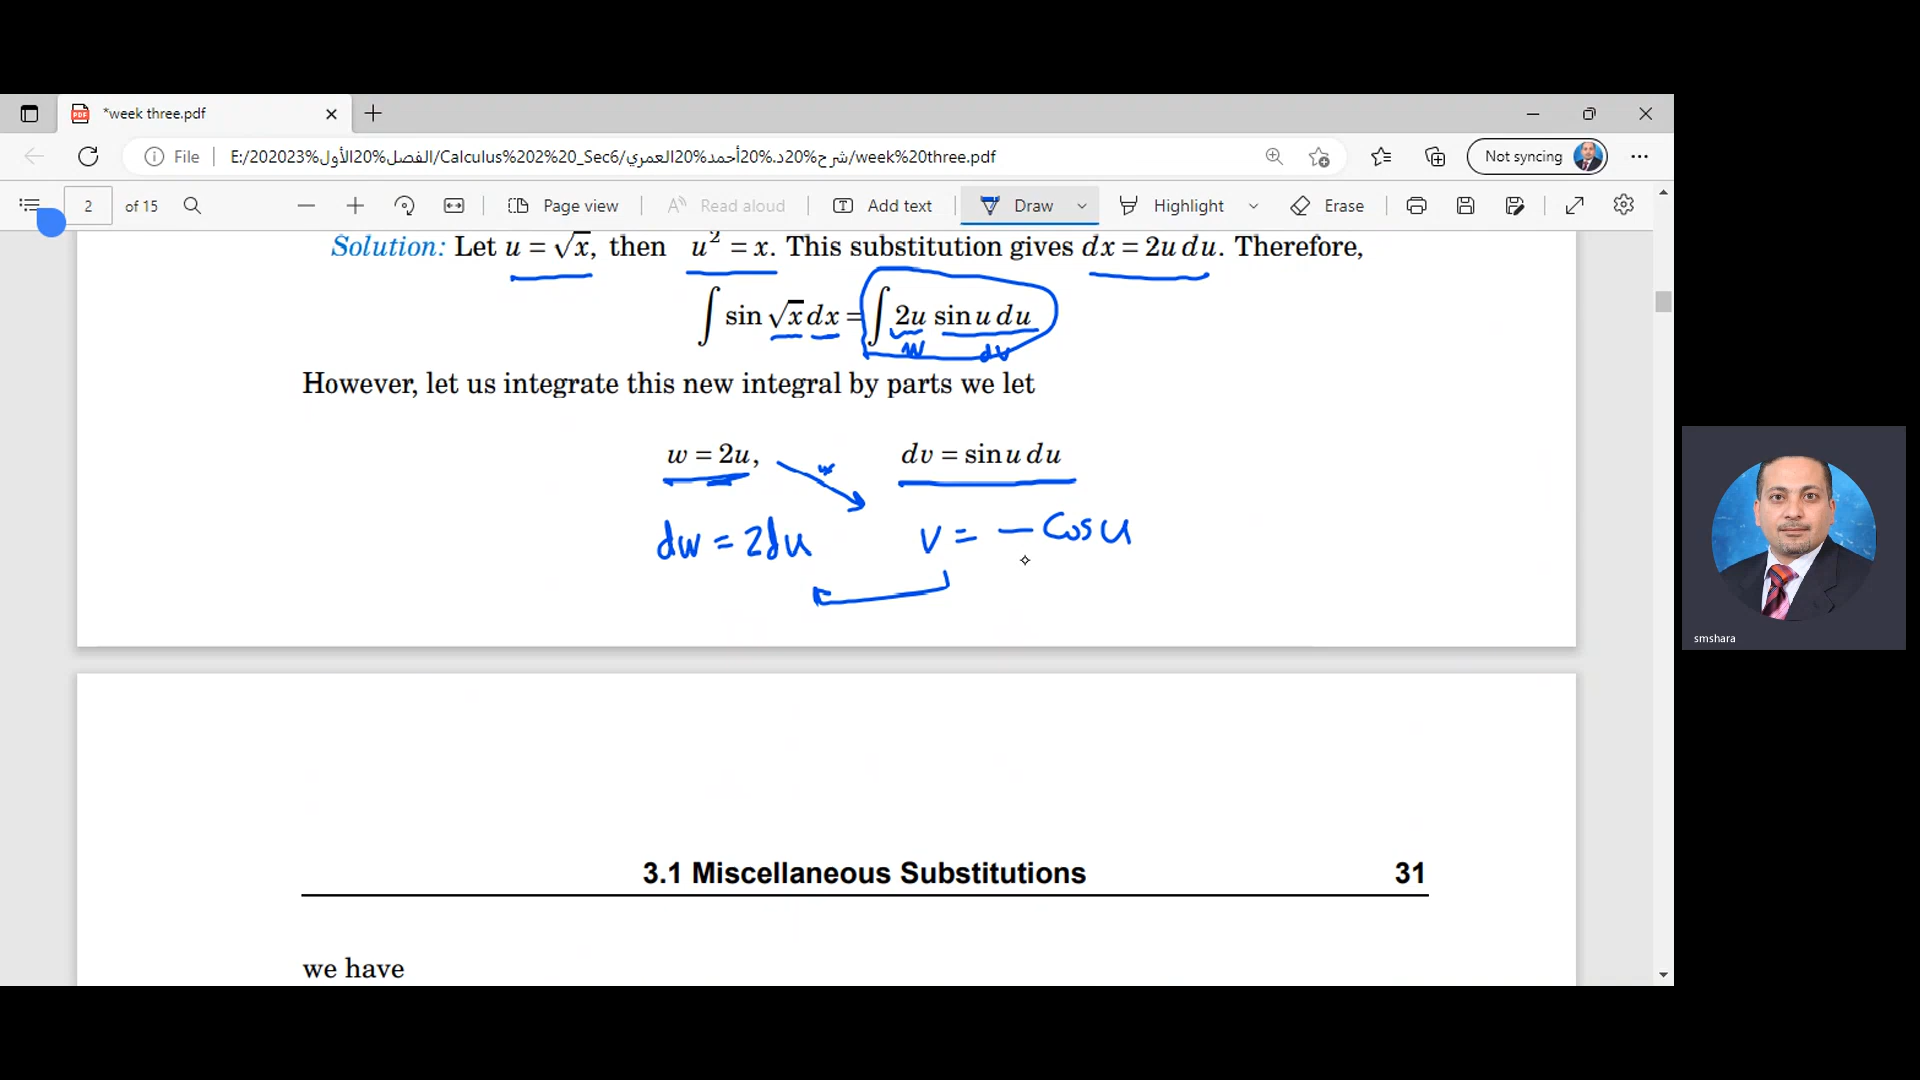 *week three.pdf
File
E:/202023%الفصل%20الأول/Calculus%202%20_Sec6/شرح%20د.%20أحمد%20العمري/week%20three.pdf
Not syncing
2 of 15
Page view
Read aloud
Add text
Draw
Highlight
Erase
Solution: Let u = √x, then u² = x. This substitution gives dx = 2u du. Therefore,
∫ sin √x dx = ∫ 2u sin u du
w dv
However, let us integrate this new integral by parts we let
w = 2u, dv = sin u du
dw = 2du v = − cos u
smshara
3.1 Miscellaneous Substitutions 31
we have